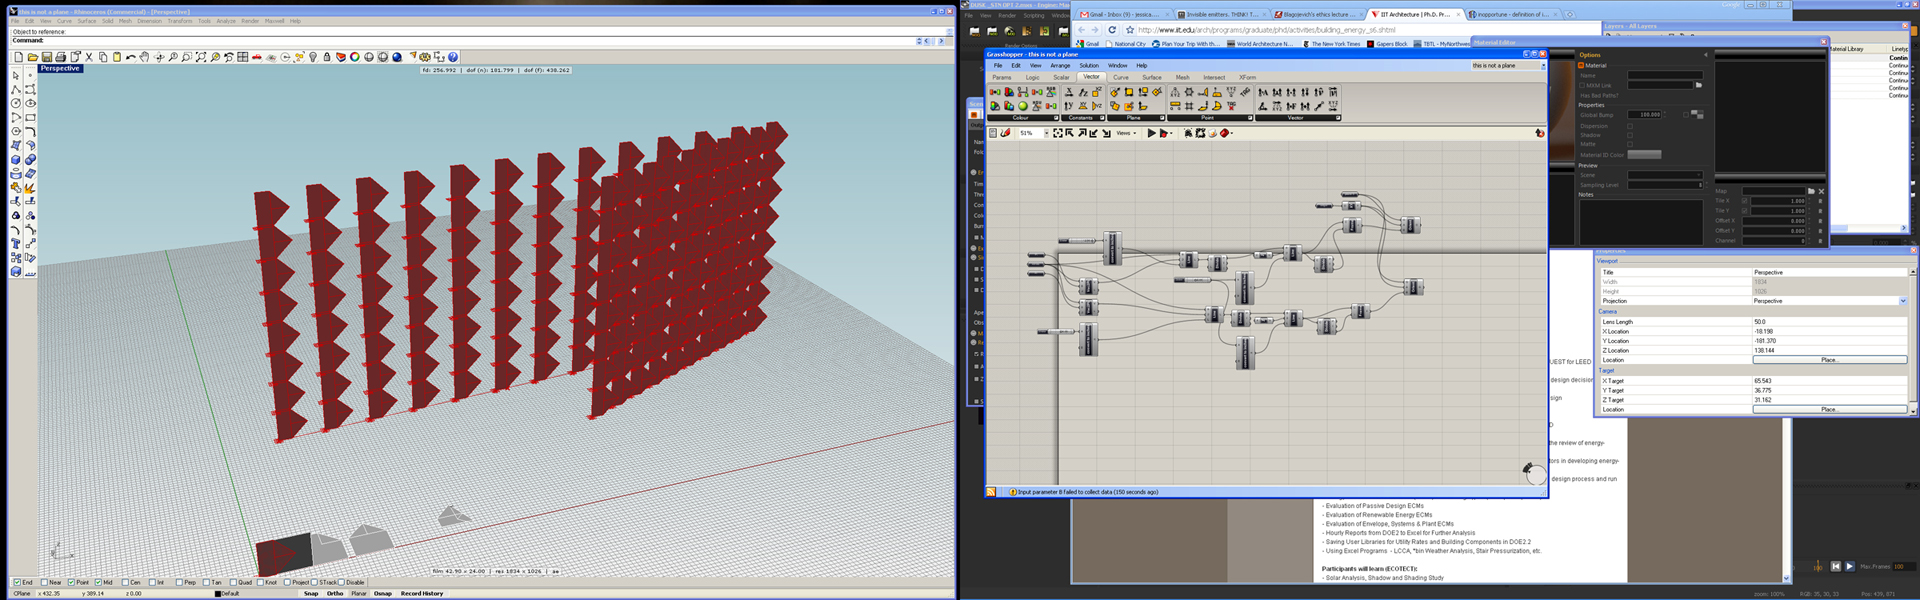 this is not a plane - Rhinoceros (Commercial) - [Perspective]
File Edit View Curve Surface Solid Mesh Dimension Transform Tools Analyze Render Maxwell Help
Object to reference:
Command:
Perspective
fd: 256.992 | dof (n): 181.799 | dof (f): 438.262
film 42.90 x 24.00 | res 1834 x 1026 | ae
End Near Point Mid Cen Int Perp Tan Quad Knot Project STrack Disable
CPlane x 432.35 y 389.14 z 0.00 Default Snap Ortho Planar Osnap Record History
Gmail - Inbox (9) - jessica....
Invisible emitters. THINK! T...
Blagojevich's ethics lecture ...
IIT Architecture | Ph.D. Pr...
inopportune - definition of i...
http://www.iit.edu/arch/programs/graduate/phd/activities/building_energy_s6.shtml
Gmail National City Plan Your Trip With th... World Architecture N... The New York Times Gapers Block TBTL - MyNorthwes
Grasshopper - this is not a plane
File Edit View Arrange Solution Window Help this is not a plane
Params Logic Scalar Vector Curve Surface Mesh Intersect XForm
Colour Constants Plane Point Vector
51% Views
Input parameter B failed to collect data (350 seconds ago)
- Evaluation of Passive Design ECMs
- Evaluation of Renewable Energy ECMs
- Evaluation of Envelope, Systems & Plant ECMs
- Hourly Reports from DOE2 to Excel for Further Analysis
- Saving User Libraries for Utility Rates and Building Components in DOE2.2
- Using Excel Programs - LCCA, *bin Weather Analysis, Stair Pressurization, etc.
Participants will learn (ECOTECT):
- Solar Analysis, Shadow and Shading Study
QUEST for LEED
design decision
sign
the review of energy-
tors in developing energy-
design process and run
Layers - All Layers
Material Editor
Options
Material
Name
MXM Link
Has Bad Paths?
Properties
Global Bump 100.000
Dispersion
Shadow
Matte
Material ID Color
Preview
Scene
Sampling Level
Notes
Map
Tile X 1.000
Tile Y 1.000
Offset X 0.000
Offset Y 0.000
Channel 0
Material Library Linetyp
Contin
Continu
Continu
Continu
Continu
Properties
Viewport
Title Perspective
Width 1834
Height 1026
Projection Perspective
Camera
Lens Length 50.0
X Location -18.198
Y Location -181.370
Z Location 138.144
Location Place...
Target
X Target 65.543
Y Target 36.775
Z Target 31.162
Location Place...
Max.Frames 100
zoom: 100% RGB: 35, 30, 33 Pos: 439, 871